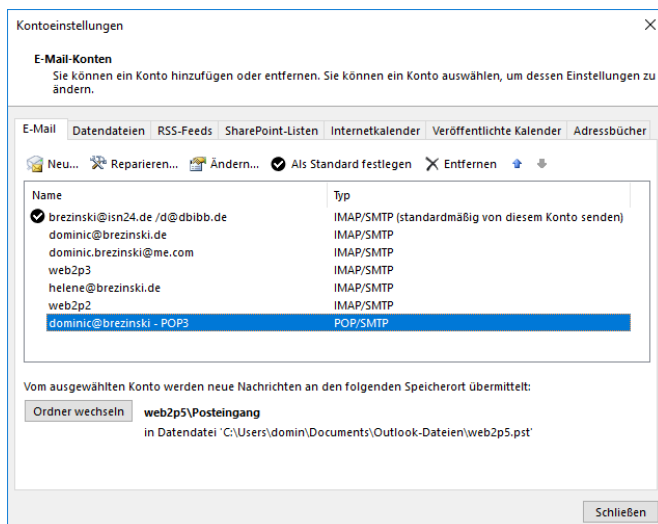 Kontoeinstellungen
E-Mail-Konten
Sie können ein Konto hinzufügen oder entfernen. Sie können ein Konto auswählen, um dessen Einstellungen zu
ändern.
E-Mail Datendateien RSS-Feeds SharePoint-Listen Internetkalender Veröffentlichte Kalender Adressbücher
Neu... Reparieren... Ändern... Als Standard festlegen Entfernen
Name Typ
brezinski@isn24.de /d@dbibb.de IMAP/SMTP (standardmäßig von diesem Konto senden)
dominic@brezinski.de IMAP/SMTP
dominic.brezinski@me.com IMAP/SMTP
web2p3 IMAP/SMTP
helene@brezinski.de IMAP/SMTP
web2p2 IMAP/SMTP
dominic@brezinski - POP3 POP/SMTP
Vom ausgewählten Konto werden neue Nachrichten an den folgenden Speicherort übermittelt:
Ordner wechseln web2p5\Posteingang
in Datendatei 'C:\Users\domin\Documents\Outlook-Dateien\web2p5.pst'
Schließen